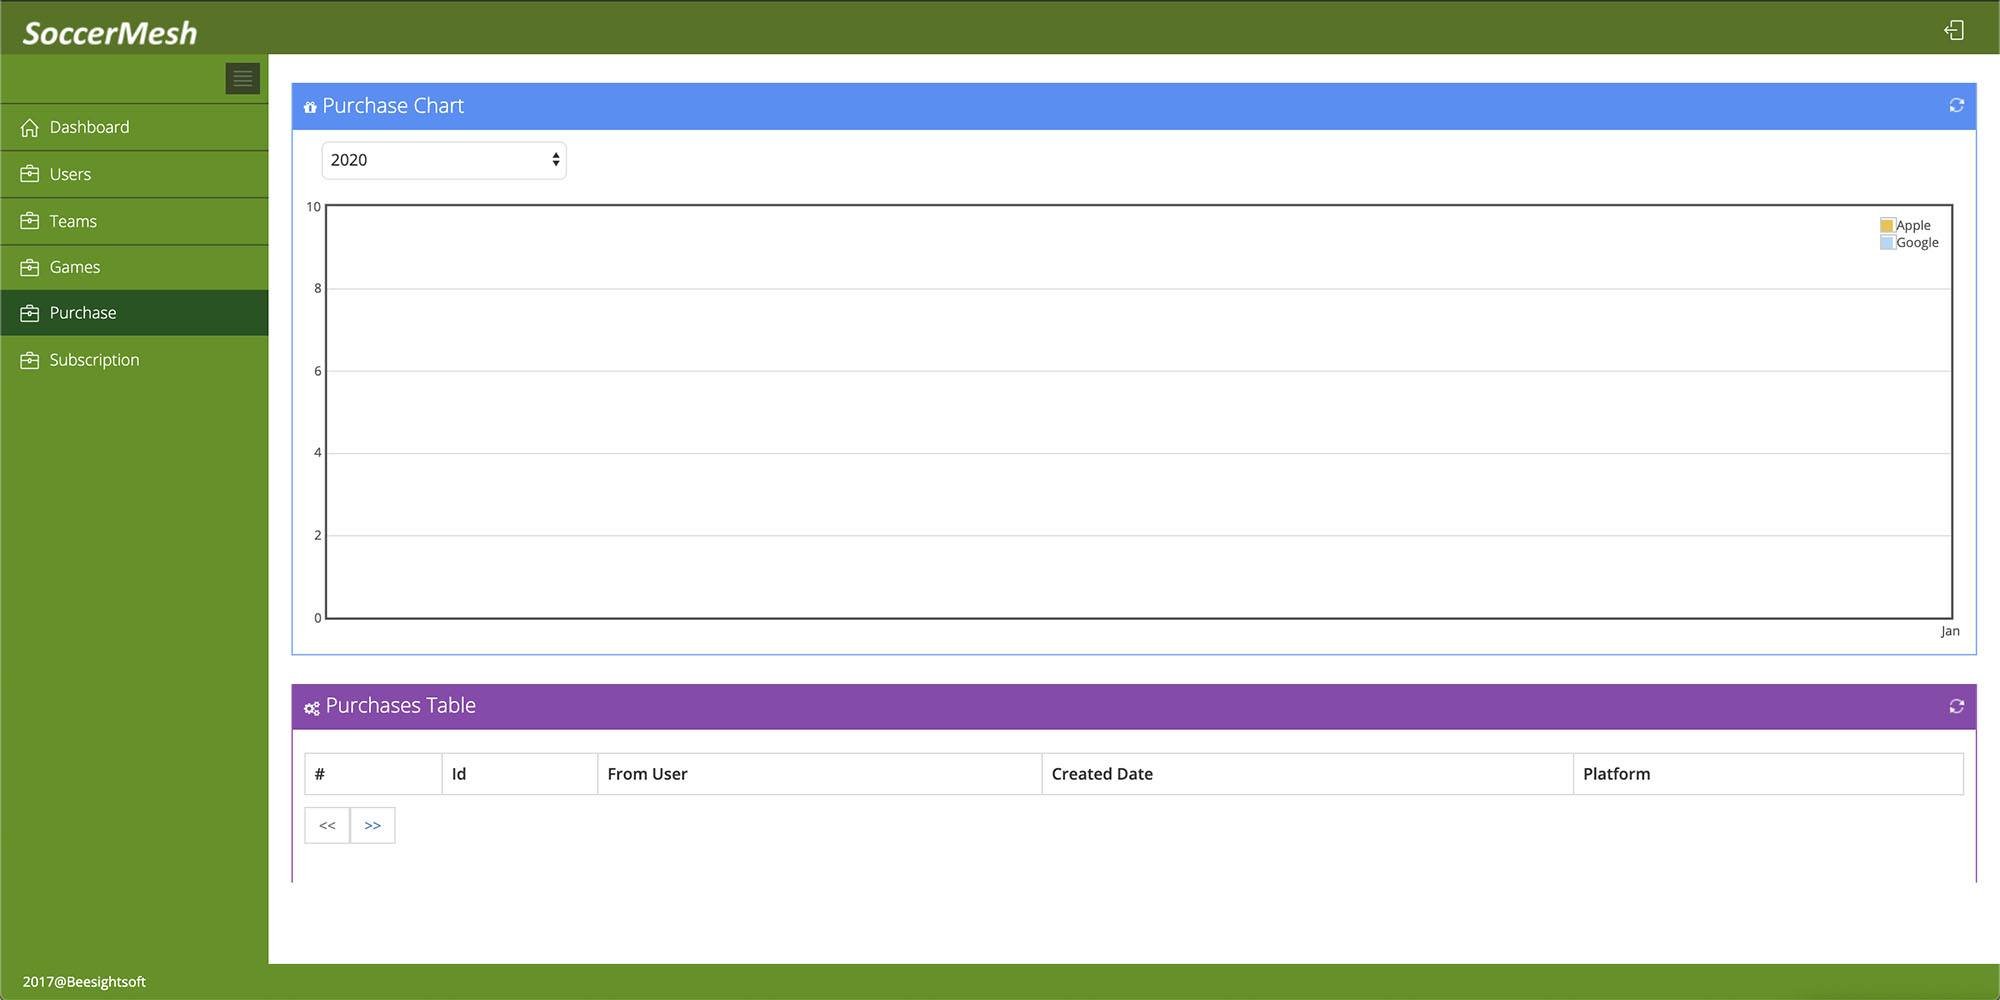 SoccerMesh
Dashboard
Users
Teams
Games
Purchase
Subscription
Purchase Chart
2020
10
8
6
4
2
0
Apple
Google
Jan
Purchases Table
# Id From User Created Date Platform
<< >>
2017@Beesightsoft